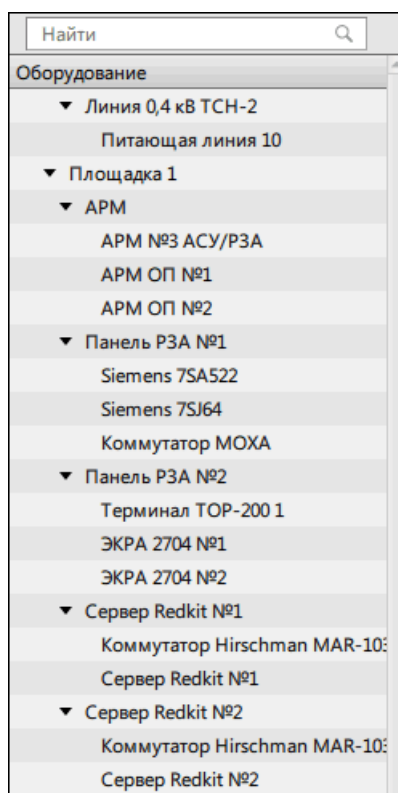 Найти
Оборудование
Линия 0,4 кВ ТСН-2
Питающая линия 10
Площадка 1
АРМ
АРМ №3 АСУ/РЗА
АРМ ОП №1
АРМ ОП №2
Панель РЗА №1
Siemens 7SA522
Siemens 7SJ64
Коммутатор MOXA
Панель РЗА №2
Терминал ТОР-200 1
ЭКРА 2704 №1
ЭКРА 2704 №2
Сервер Redkit №1
Коммутатор Hirschman MAR-103
Сервер Redkit №1
Сервер Redkit №2
Коммутатор Hirschman MAR-103
Сервер Redkit №2